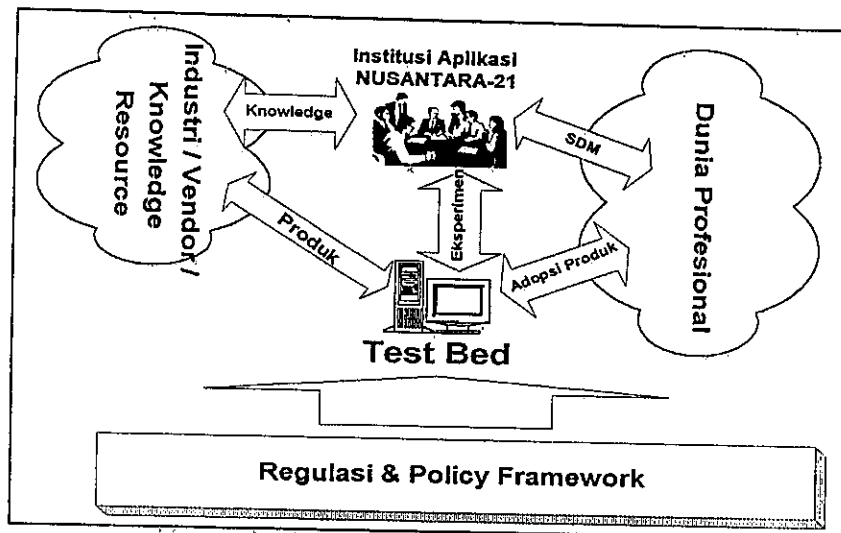 Institusi Aplikasi
NUSANTARA-21
Industri / Vendor /
Knowledge
Resource
Knowledge
SDM
Dunia Profesional
Produk
Eksperimen
Adopsi Produk
Test Bed
Regulasi & Policy Framework